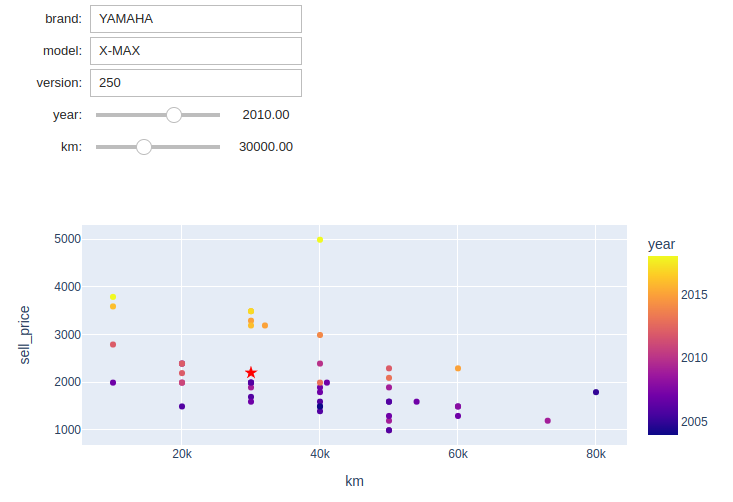 brand: YAMAHA
model: X-MAX
version: 250
year: 2010.00
km: 30000.00
year
5000
4000
3000
2000
1000
sell_price
2015
2010
2005
20k 40k 60k 80k
km